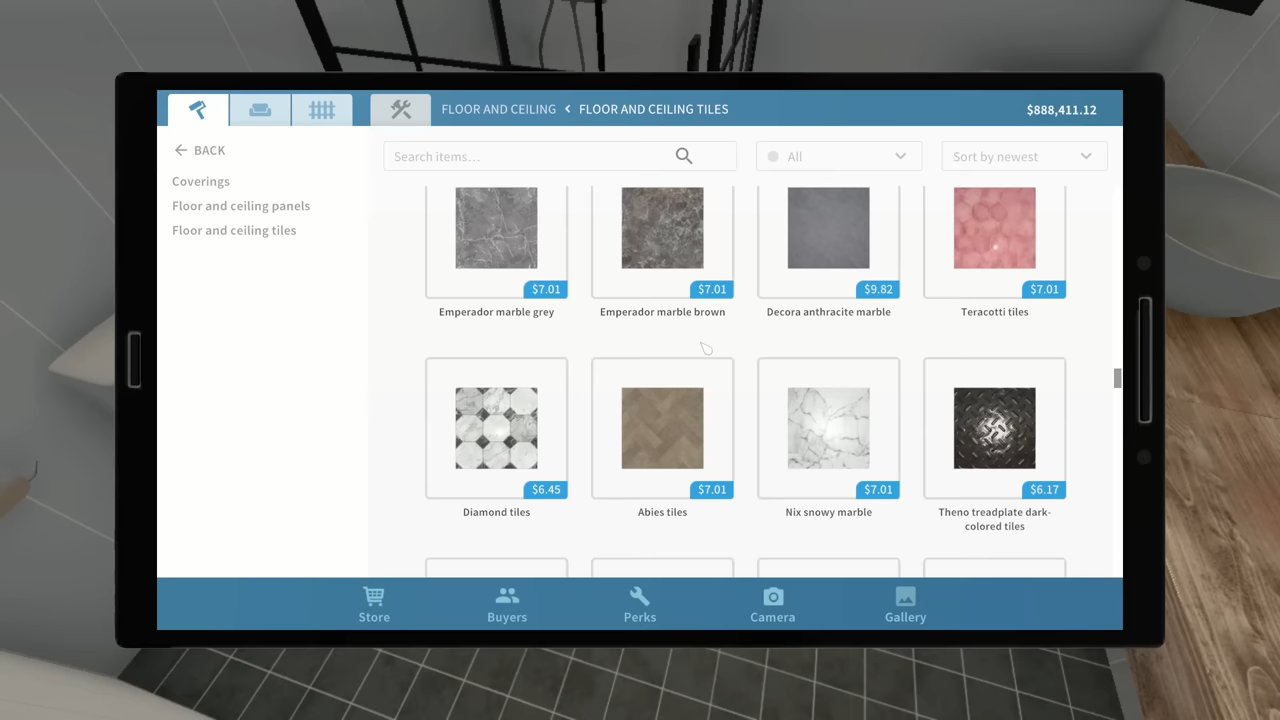 FLOOR AND CEILING < FLOOR AND CEILING TILES
$888,411.12
BACK
Search items...
All
Sort by newest
Coverings
Floor and ceiling panels
Floor and ceiling tiles
$7.01
$7.01
$9.82
$7.01
Emperador marble grey
Emperador marble brown
Decora anthracite marble
Teracotti tiles
$6.45
$7.01
$7.01
$6.17
Diamond tiles
Abies tiles
Nix snowy marble
Theno treadplate dark-
colored tiles
Store
Buyers
Perks
Camera
Gallery